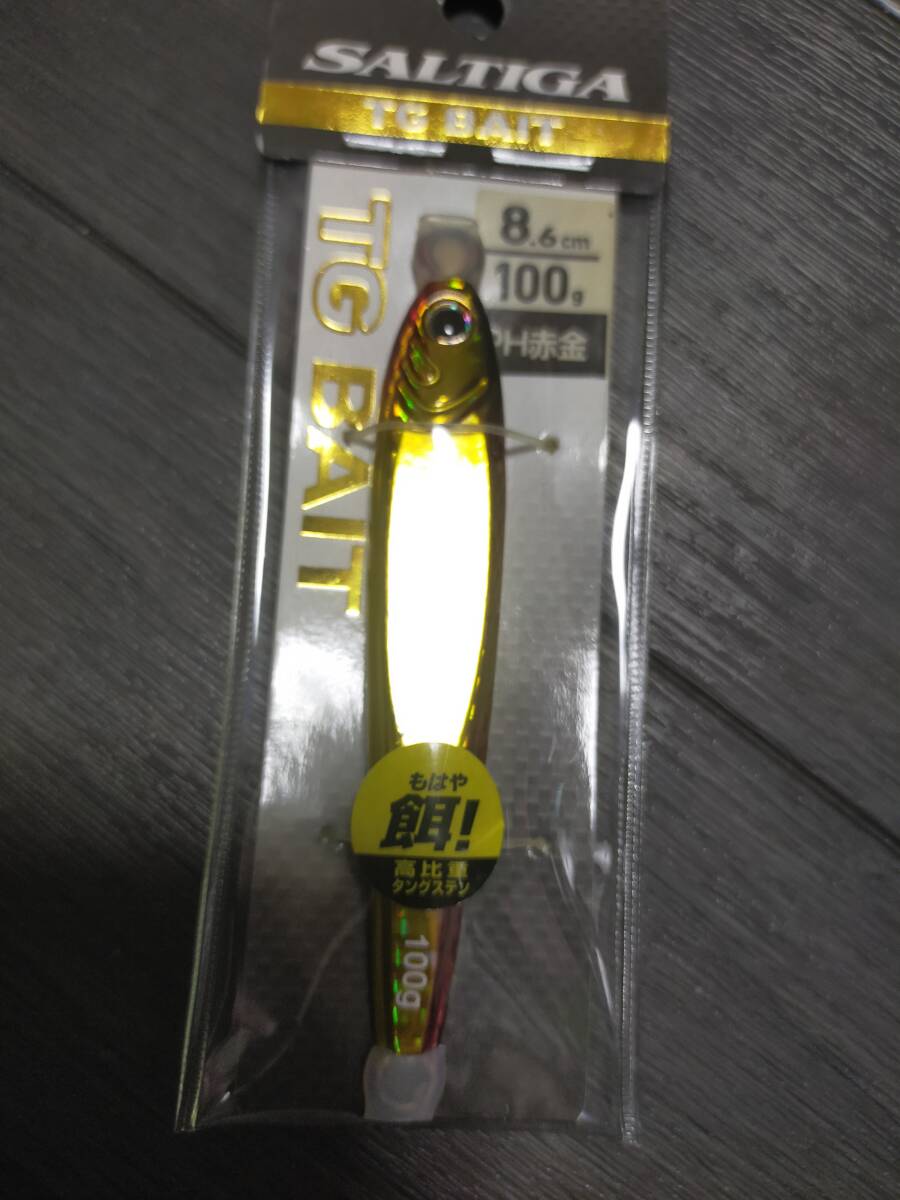 SALTIGA
TG BAIT
TG BAIT
8.6cm
100g
PH赤金
もはや
餌!
高比重
タングステン
100g